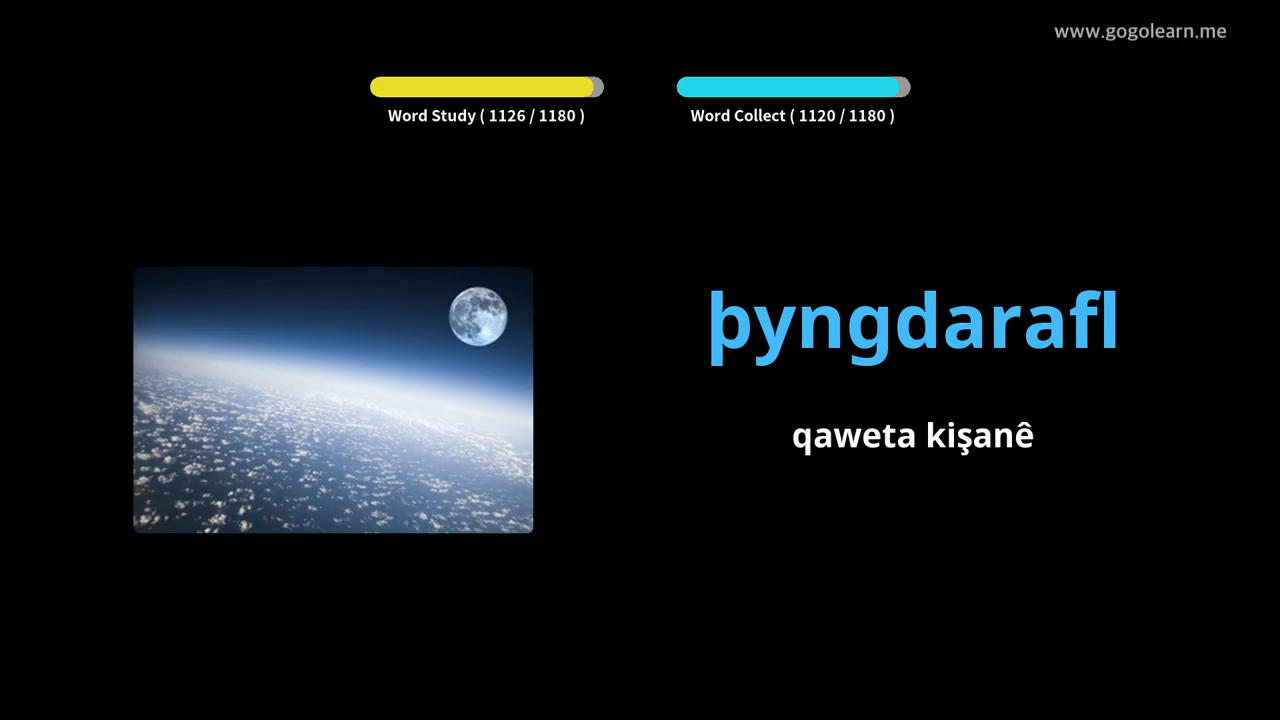 www.gogolearn.me
Word Study ( 1126 / 1180 )
Word Collect ( 1120 / 1180 )
þyngdarafl
qaweta kişanê